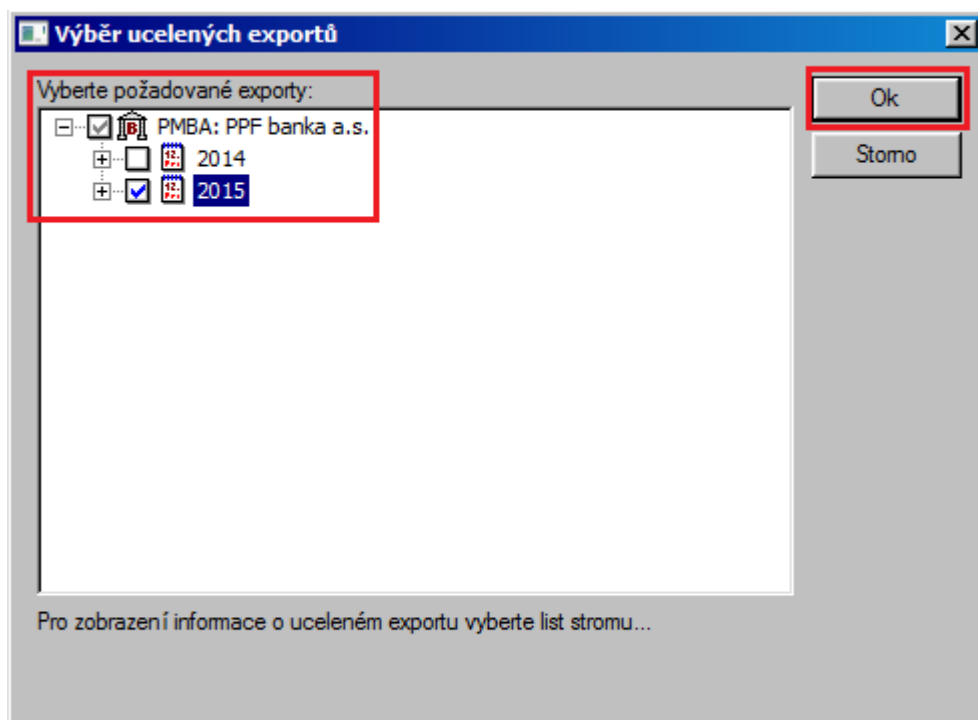 Výběr ucelených exportů
Vyberte požadované exporty:
PMBA: PPF banka a.s.
2014
2015
Ok
Storno
Pro zobrazení informace o uceleném exportu vyberte list stromu...